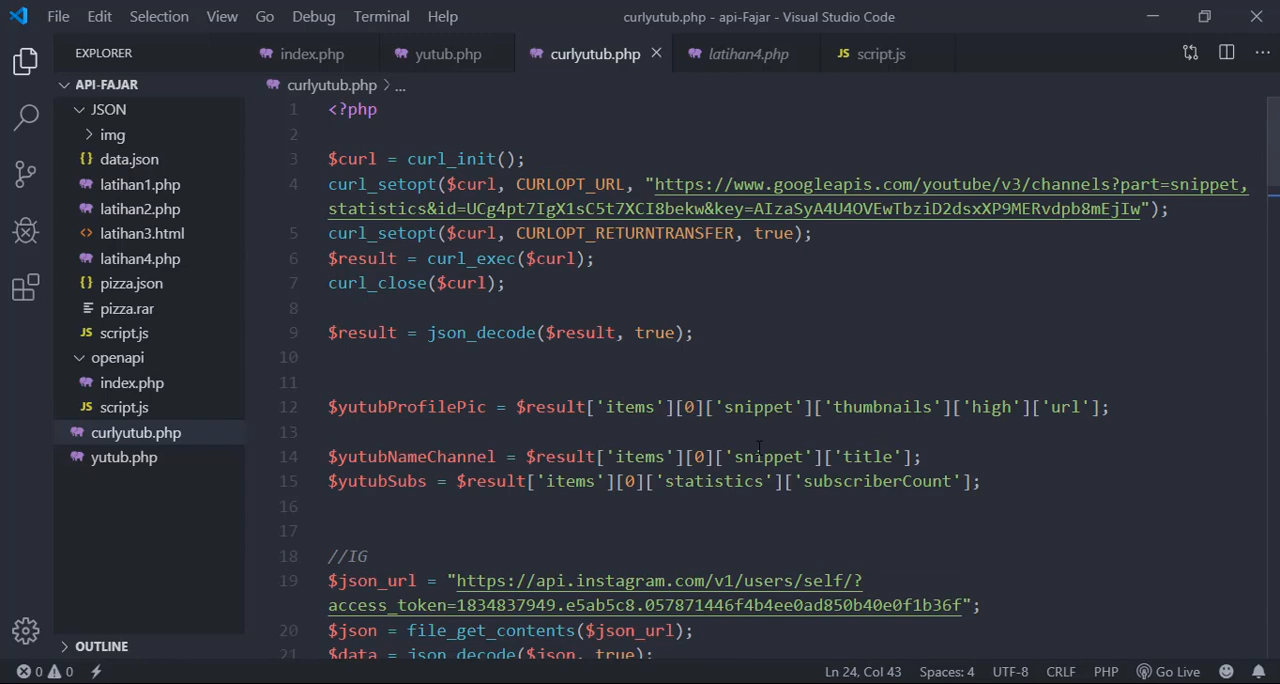 File Edit Selection View Go Debug Terminal Help curlyutub.php - api-Fajar - Visual Studio Code
EXPLORER
index.php yutub.php curlyutub.php latihan4.php JS script.js
API-FAJAR
JSON
img
{} data.json
latihan1.php
latihan2.php
<> latihan3.html
latihan4.php
{} pizza.json
pizza.rar
JS script.js
openapi
index.php
JS script.js
curlyutub.php
yutub.php
OUTLINE
curlyutub.php > ...
1 <?php
2
3 $curl = curl_init();
4 curl_setopt($curl, CURLOPT_URL, "https://www.googleapis.com/youtube/v3/channels?part=snippet,
statistics&id=UCg4pt7IgX1sC5t7XCI8bekw&key=AIzaSyA4U4OVEwTbziD2dsxXP9MERvdpb8mEjIw");
5 curl_setopt($curl, CURLOPT_RETURNTRANSFER, true);
6 $result = curl_exec($curl);
7 curl_close($curl);
8
9 $result = json_decode($result, true);
10
11
12 $yutubProfilePic = $result['items'][0]['snippet']['thumbnails']['high']['url'];
13
14 $yutubNameChannel = $result['items'][0]['snippet']['title'];
15 $yutubSubs = $result['items'][0]['statistics']['subscriberCount'];
16
17
18 //IG
19 $json_url = "https://api.instagram.com/v1/users/self/?
access_token=1834837949.e5ab5c8.057871446f4b4ee0ad850b40e0f1b36f";
20 $json = file_get_contents($json_url);
21 $data = json_decode($json, true);
0 0 Ln 24, Col 43 Spaces: 4 UTF-8 CRLF PHP Go Live